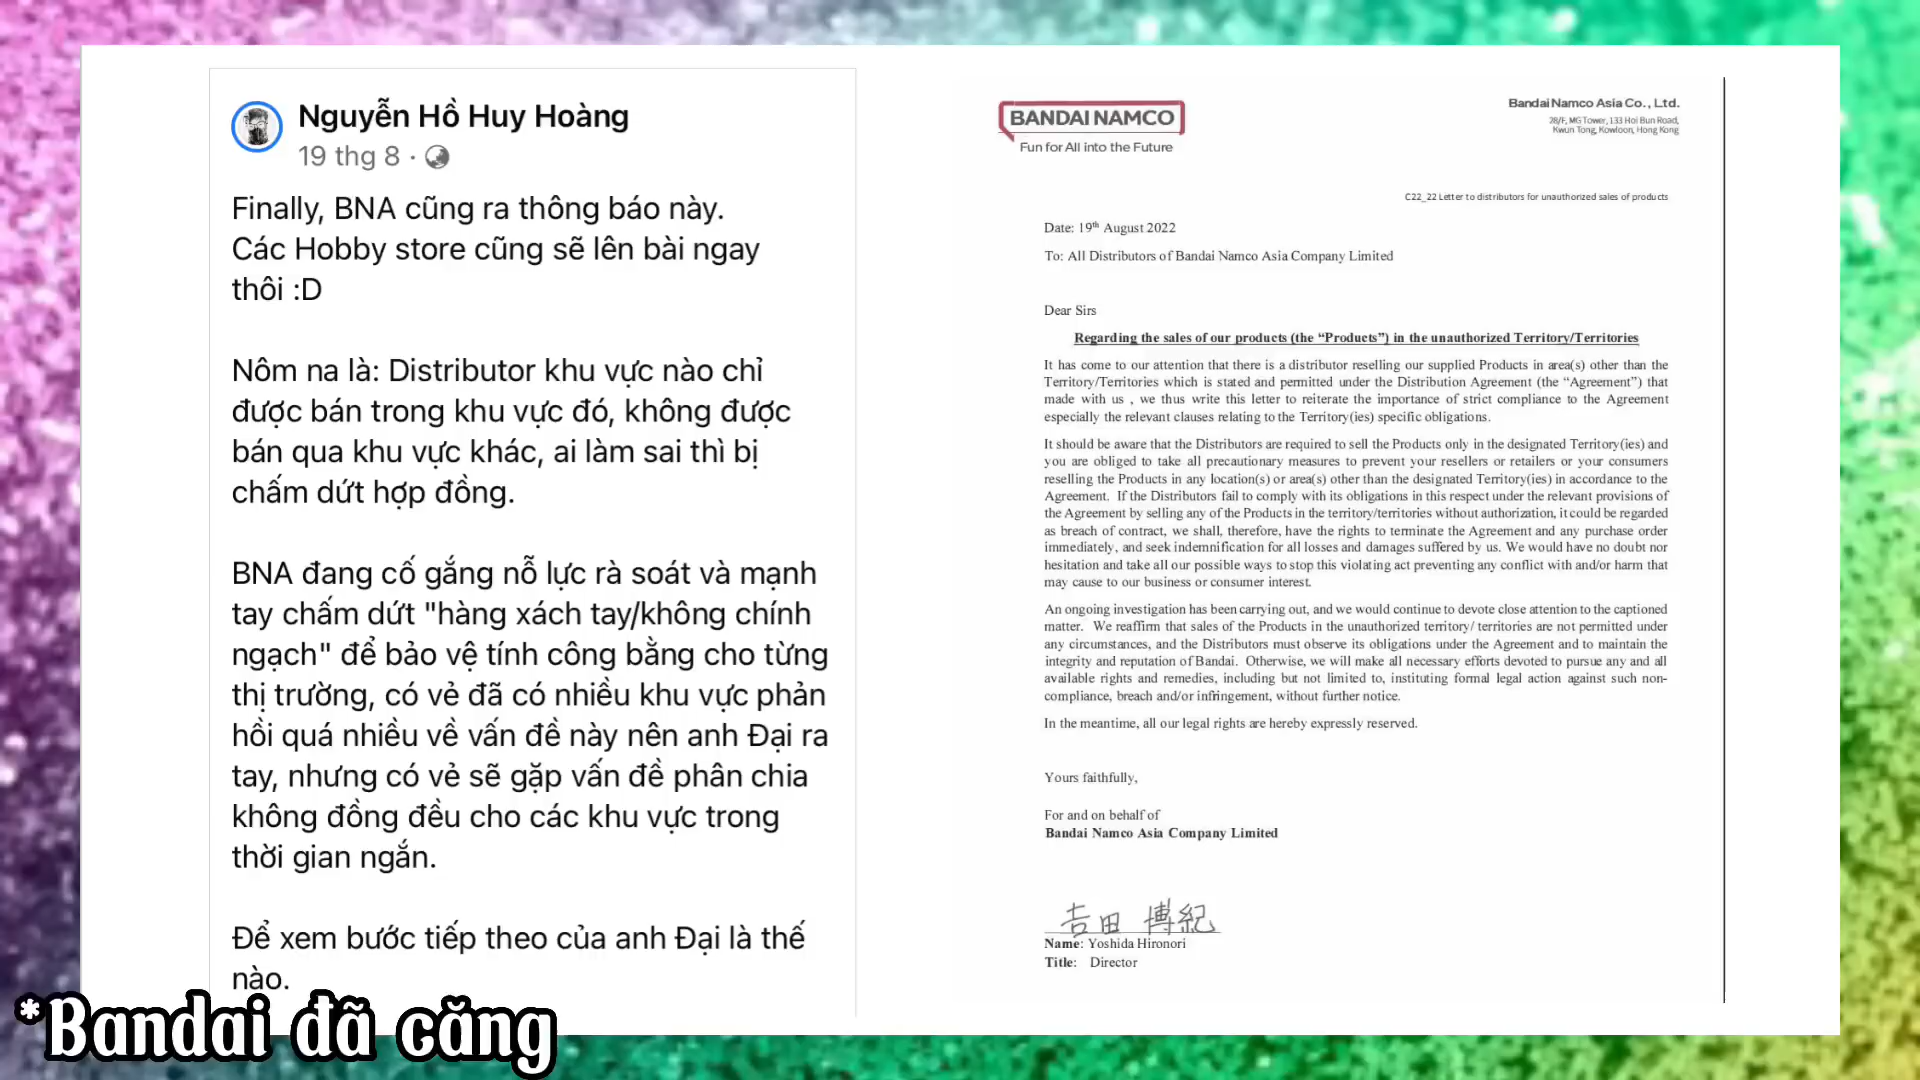 Nguyễn Hồ Huy Hoàng
19 thg 8 ·
Finally, BNA cũng ra thông báo này.
Các Hobby store cũng sẽ lên bài ngay
thôi :D
Nôm na là: Distributor khu vực nào chỉ
được bán trong khu vực đó, không được
bán qua khu vực khác, ai làm sai thì bị
chấm dứt hợp đồng.
BNA đang cố gắng nỗ lực rà soát và mạnh
tay chấm dứt "hàng xách tay/không chính
ngạch" để bảo vệ tính công bằng cho từng
thị trường, có vẻ đã có nhiều khu vực phản
hồi quá nhiều về vấn đề này nên anh Đại ra
tay, nhưng có vẻ sẽ gặp vấn đề phân chia
không đồng đều cho các khu vực trong
thời gian ngắn.
Để xem bước tiếp theo của anh Đại là thế
nào.
BANDAI NAMCO
Fun for All into the Future
Bandai Namco Asia Co., Ltd.
28/F, MG Tower, 133 Hoi Bun Road,
Kwun Tong, Kowloon, Hong Kong
C22_22 Letter to distributors for unauthorized sales of products
Date: 19th August 2022
To: All Distributors of Bandai Namco Asia Company Limited
Dear Sirs
Regarding the sales of our products (the “Products”) in the unauthorized Territory/Territories
It has come to our attention that there is a distributor reselling our supplied Products in area(s) other than the
Territory/Territories which is stated and permitted under the Distribution Agreement (the “Agreement”) that
made with us , we thus write this letter to reiterate the importance of strict compliance to the Agreement
especially the relevant clauses relating to the Territory(ies) specific obligations.
It should be aware that the Distributors are required to sell the Products only in the designated Territory(ies) and
you are obliged to take all precautionary measures to prevent your resellers or retailers or your consumers
reselling the Products in any location(s) or area(s) other than the designated Territory(ies) in accordance to the
Agreement. If the Distributors fail to comply with its obligations in this respect under the relevant provisions of
the Agreement by selling any of the Products in the territory/territories without authorization, it could be regarded
as breach of contract, we shall, therefore, have the rights to terminate the Agreement and any purchase order
immediately, and seek indemnification for all losses and damages suffered by us. We would have no doubt nor
hesitation and take all our possible ways to stop this violating act preventing any conflict with and/or harm that
may cause to our business or consumer interest.
An ongoing investigation has been carrying out, and we would continue to devote close attention to the captioned
matter. We reaffirm that sales of the Products in the unauthorized territory/ territories are not permitted under
any circumstances, and the Distributors must observe its obligations under the Agreement and to maintain the
integrity and reputation of Bandai. Otherwise, we will make all necessary efforts devoted to pursue any and all
available rights and remedies, including but not limited to, instituting formal legal action against such non-
compliance, breach and/or infringement, without further notice.
In the meantime, all our legal rights are hereby expressly reserved.
Yours faithfully,
For and on behalf of
Bandai Namco Asia Company Limited
吉田 博紀
Name: Yoshida Hironori
Title: Director
*Bandai đã căng